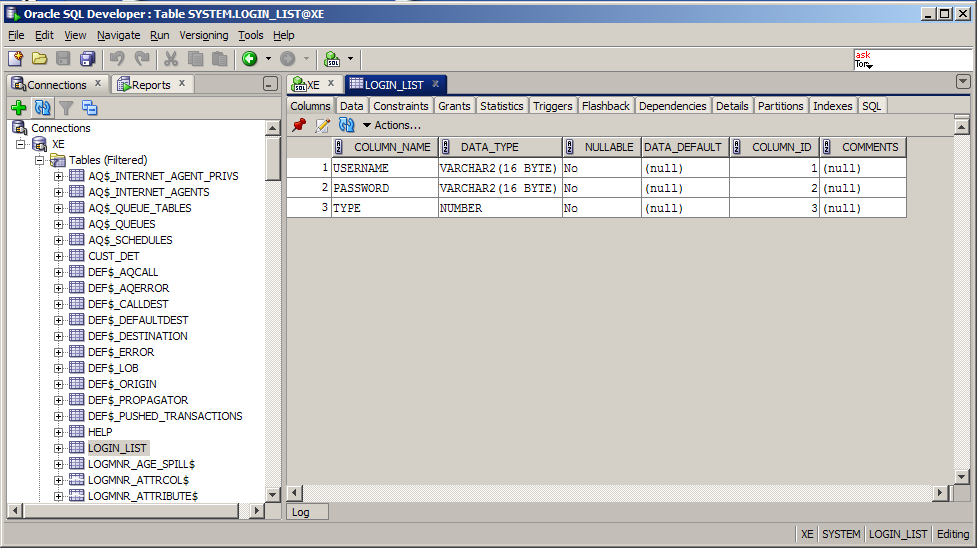 Oracle SQL Developer : Table SYSTEM.LOGIN_LIST@XE
File Edit View Navigate Run Versioning Tools Help
ask
Tom
Connections Reports
XE LOGIN_LIST
Columns Data Constraints Grants Statistics Triggers Flashback Dependencies Details Partitions Indexes SQL
Actions...
Connections
XE
Tables (Filtered)
AQ$_INTERNET_AGENT_PRIVS
AQ$_INTERNET_AGENTS
AQ$_QUEUE_TABLES
AQ$_QUEUES
AQ$_SCHEDULES
CUST_DET
DEF$_AQCALL
DEF$_AQERROR
DEF$_CALLDEST
DEF$_DEFAULTDEST
DEF$_DESTINATION
DEF$_ERROR
DEF$_LOB
DEF$_ORIGIN
DEF$_PROPAGATOR
DEF$_PUSHED_TRANSACTIONS
HELP
LOGIN_LIST
LOGMNR_AGE_SPILL$
LOGMNR_ATTRCOL$
LOGMNR_ATTRIBUTE$
COLUMN_NAME DATA_TYPE NULLABLE DATA_DEFAULT COLUMN_ID COMMENTS
1 USERNAME VARCHAR2(16 BYTE) No (null) 1 (null)
2 PASSWORD VARCHAR2(16 BYTE) No (null) 2 (null)
3 TYPE NUMBER No (null) 3 (null)
Log
XE SYSTEM LOGIN_LIST Editing